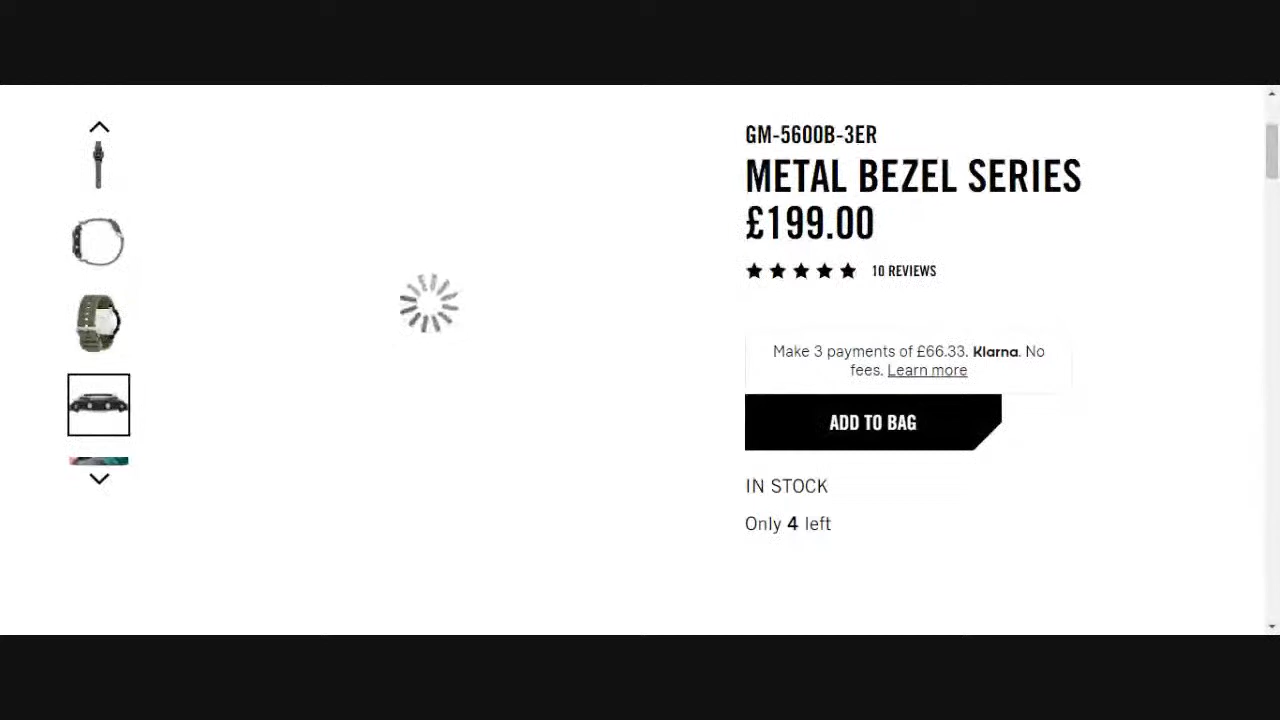 GM-5600B-3ER
METAL BEZEL SERIES
£199.00
10 REVIEWS
Make 3 payments of £66.33. Klarna. No
fees. Learn more
ADD TO BAG
IN STOCK
Only 4 left